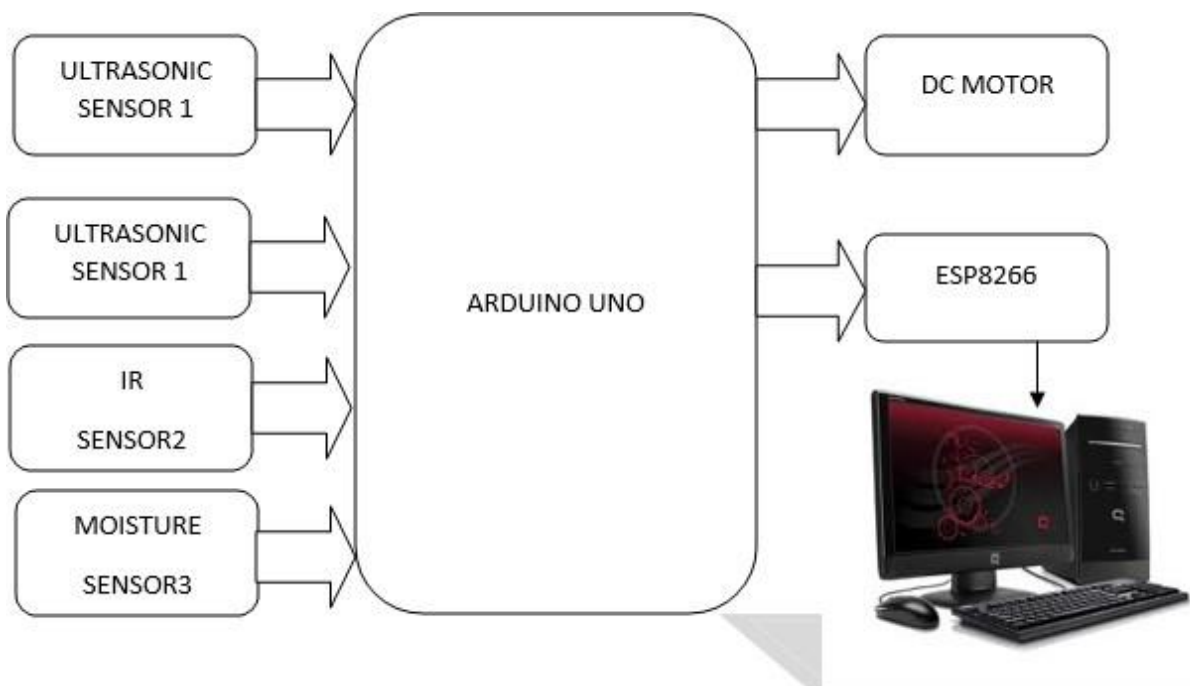 ULTRASONIC
SENSOR 1
ULTRASONIC
SENSOR 1
IR
SENSOR2
MOISTURE
SENSOR3
ARDUINO UNO
DC MOTOR
ESP8266